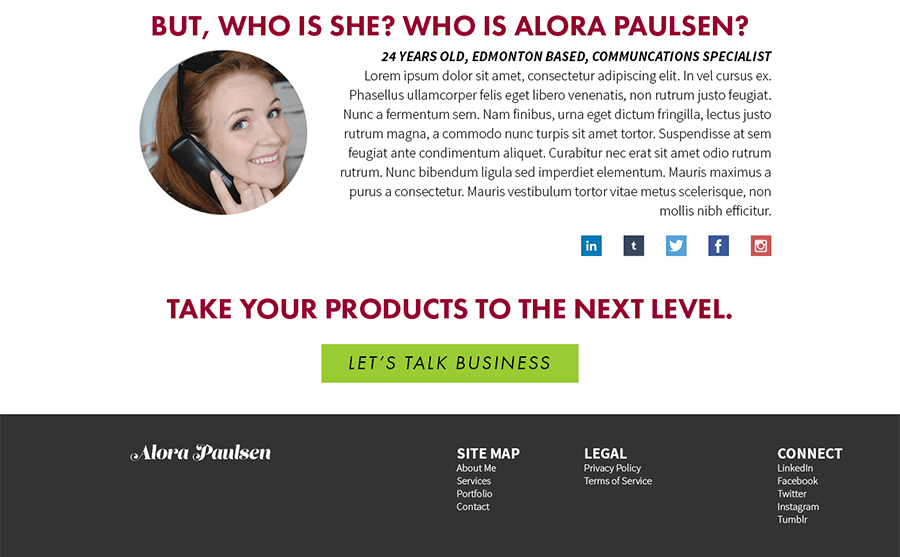 BUT, WHO IS SHE? WHO IS ALORA PAULSEN?
24 YEARS OLD, EDMONTON BASED, COMMUNCATIONS SPECIALIST
Lorem ipsum dolor sit amet, consectetur adipiscing elit. In vel cursus ex.
Phasellus ullamcorper felis eget libero venenatis, non rutrum justo feugiat.
Nunc a fermentum sem. Nam finibus, urna eget dictum fringilla, lectus justo
rutrum magna, a commodo nunc turpis sit amet tortor. Suspendisse at sem
feugiat ante condimentum aliquet. Curabitur nec erat sit amet odio rutrum
rutrum. Nunc bibendum ligula sed imperdiet elementum. Mauris maximus a
purus a consectetur. Mauris vestibulum tortor vitae metus scelerisque, non
mollis nibh efficitur.
in t f
TAKE YOUR PRODUCTS TO THE NEXT LEVEL.
LET'S TALK BUSINESS
Alora Paulsen
SITE MAP
About Me
Services
Portfolio
Contact
LEGAL
Privacy Policy
Terms of Service
CONNECT
LinkedIn
Facebook
Twitter
Instagram
Tumblr